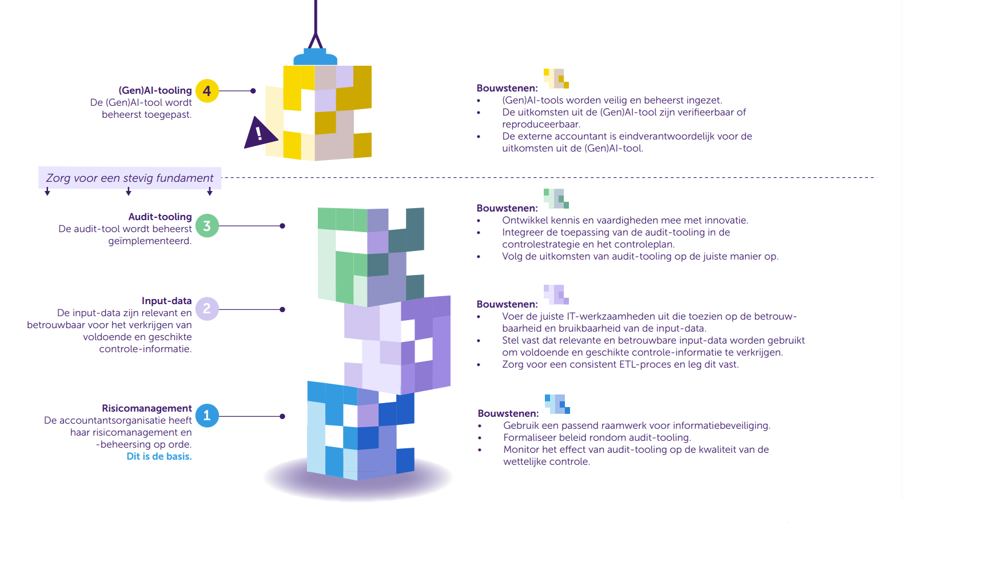 (Gen)AI-tooling
4
De (Gen)AI-tool wordt
beheerst toegepast.
!
Bouwstenen:
• (Gen)AI-tools worden veilig en beheerst ingezet.
• De uitkomsten uit de (Gen)AI-tool zijn verifieerbaar of
reproduceerbaar.
• De externe accountant is eindverantwoordelijk voor de
uitkomsten uit de (Gen)AI-tool.
Zorg voor een stevig fundament
Audit-tooling
3
De audit-tool wordt beheerst
geïmplementeerd.
Bouwstenen:
• Ontwikkel kennis en vaardigheden mee met innovatie.
• Integreer de toepassing van de audit-tooling in de
controlestrategie en het controleplan.
• Volg de uitkomsten van audit-tooling op de juiste manier op.
Input-data
2
De input-data zijn relevant en
betrouwbaar voor het verkrijgen van
voldoende en geschikte
controle-informatie.
Bouwstenen:
• Voer de juiste IT-werkzaamheden uit die toezien op de betrouw-
baarheid en bruikbaarheid van de input-data.
• Stel vast dat relevante en betrouwbare input-data worden gebruikt
om voldoende en geschikte controle-informatie te verkrijgen.
• Zorg voor een consistent ETL-proces en leg dit vast.
Risicomanagement
1
De accountantsorganisatie heeft
haar risicomanagement en
-beheersing op orde.
Dit is de basis.
Bouwstenen:
• Gebruik een passend raamwerk voor informatiebeveiliging.
• Formaliseer beleid rondom audit-tooling.
• Monitor het effect van audit-tooling op de kwaliteit van de
wettelijke controle.